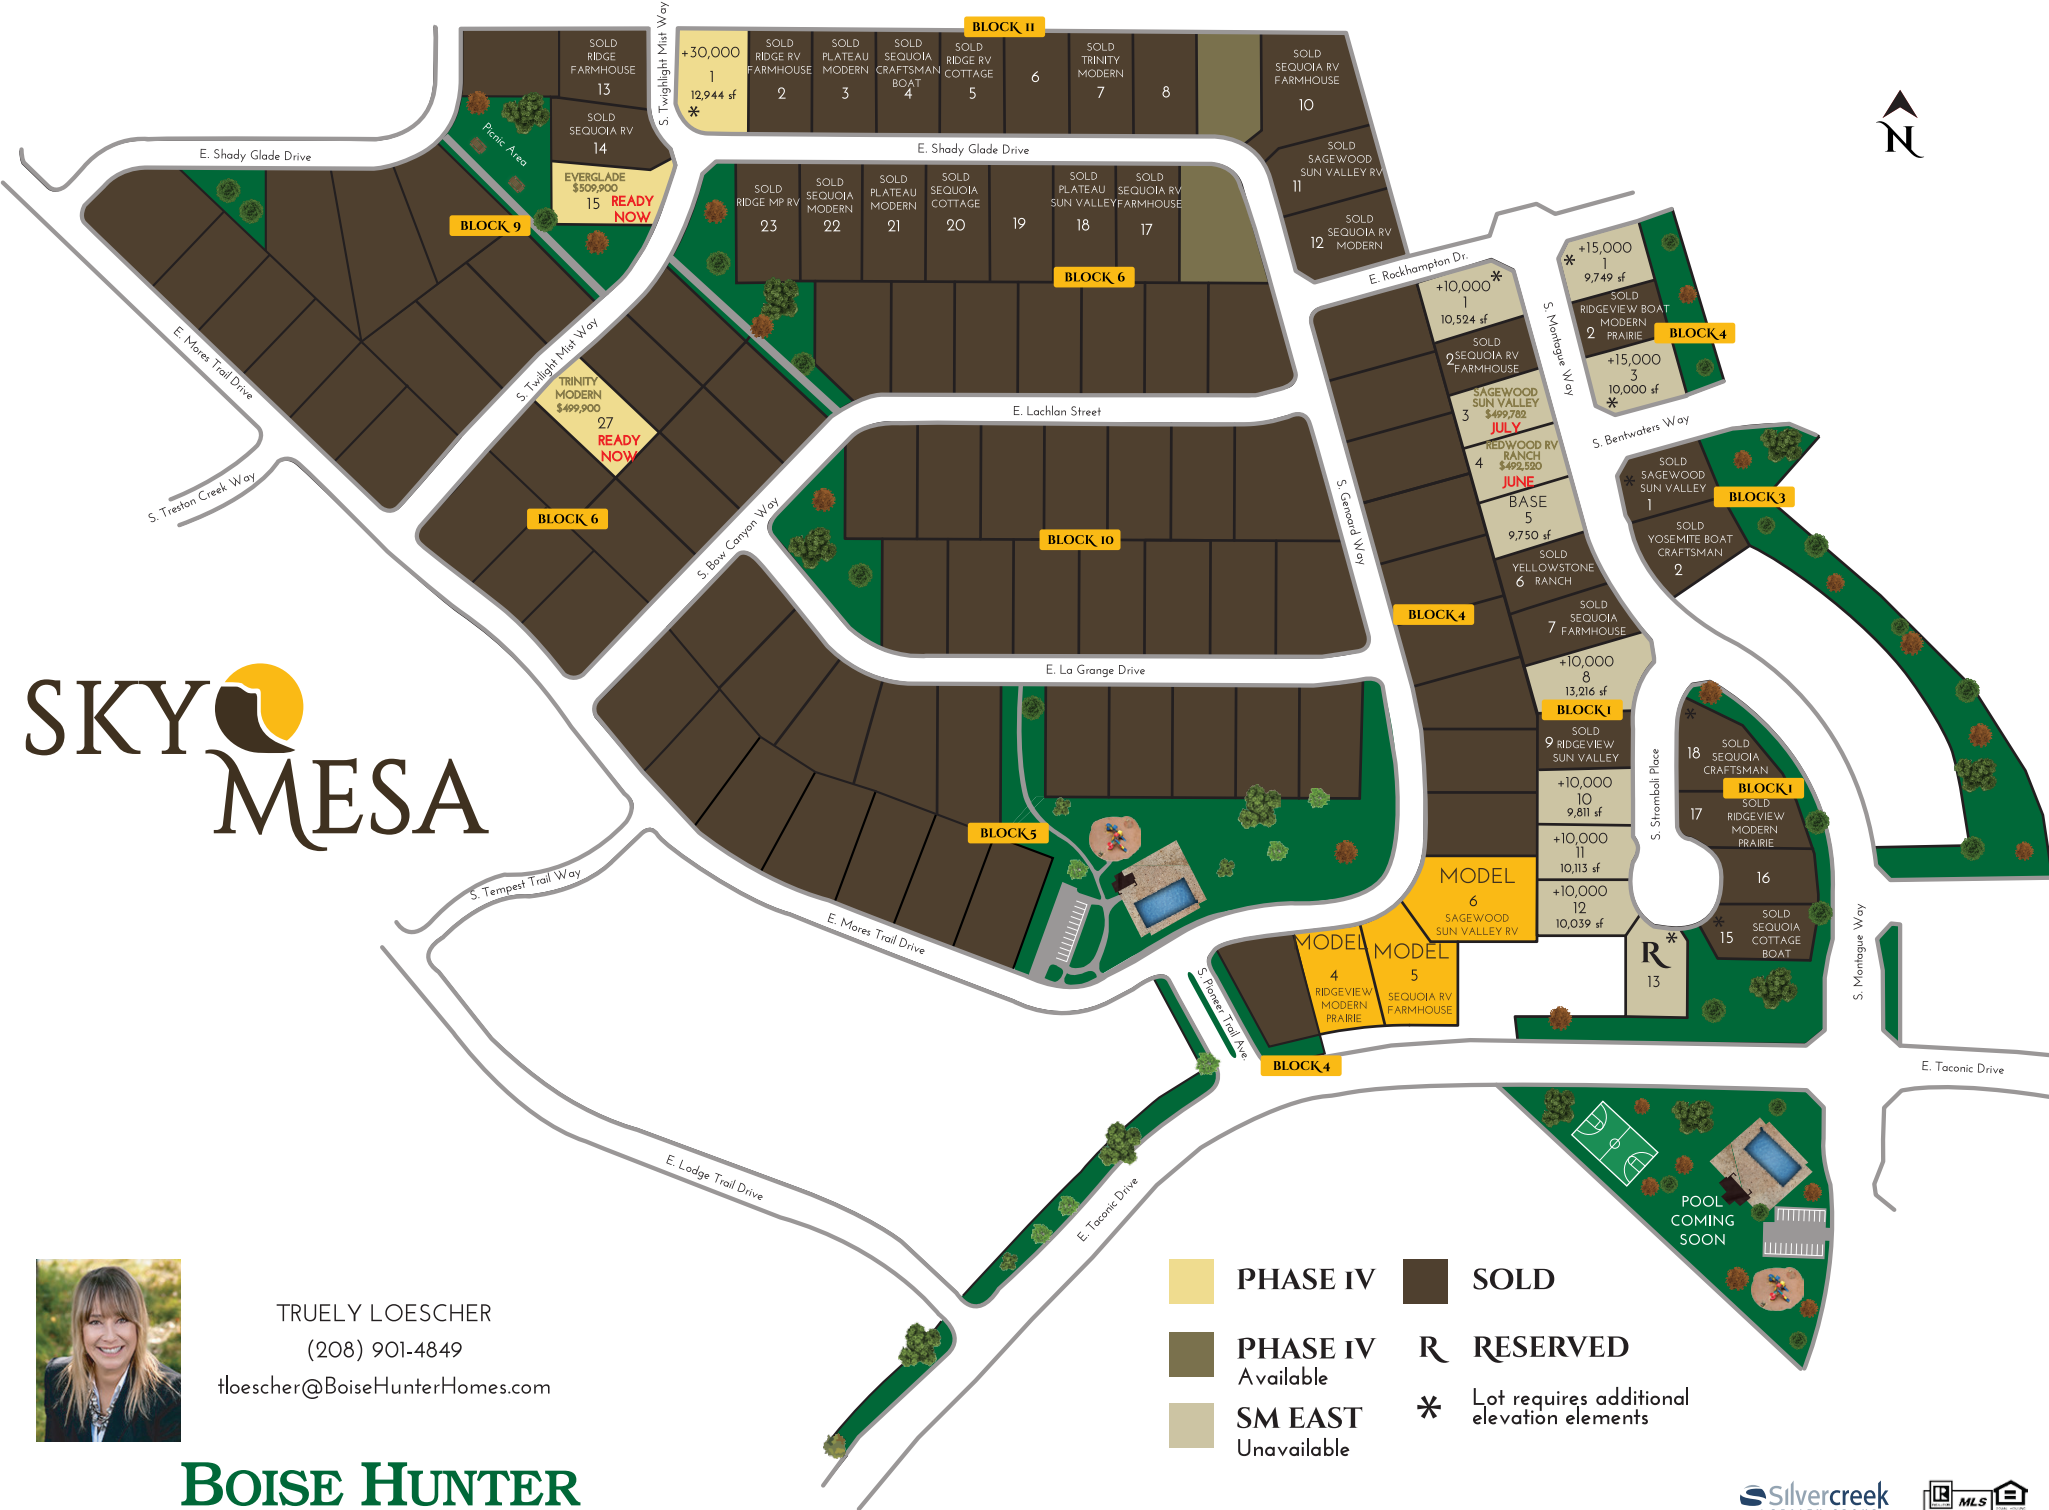 BLOCK 11
S. Twighlight Mist Way
SOLD
RIDGE
FARMHOUSE
13
+30,000
1
12,944 sf
*
SOLD
RIDGE RV
FARMHOUSE
2
SOLD
PLATEAU
MODERN
3
SOLD
SEQUOIA
CRAFTSMAN
BOAT
4
SOLD
RIDGE RV
COTTAGE
5
6
SOLD
TRINITY
MODERN
7
8
SOLD
SEQUOIA RV
FARMHOUSE
10
SOLD
SAGEWOOD
SUN VALLEY RV
11
SOLD
SEQUOIA RV
MODERN
12
N
SOLD
SEQUOIA RV
14
Picnic Area
E. Shady Glade Drive
E. Shady Glade Drive
EVERGLADE
$509,900
15
READY
NOW
BLOCK 9
SOLD
RIDGE MP RV
23
SOLD
SEQUOIA
MODERN
22
SOLD
PLATEAU
MODERN
21
SOLD
SEQUOIA
COTTAGE
20
19
SOLD
PLATEAU
SUN VALLEY
18
SOLD
SEQUOIA RV
FARMHOUSE
17
BLOCK 6
E. Rockhampton Dr.
+15,000
1
9,749 sf
*
SOLD
RIDGEVIEW BOAT
MODERN
PRAIRIE
2
BLOCK 4
+15,000
3
10,000 sf
*
+10,000
1
10,524 sf
*
SOLD
SEQUOIA RV
FARMHOUSE
2
SAGEWOOD
SUN VALLEY
$499,782
3
JULY
REDWOOD RV
RANCH
$492,520
4
JUNE
BASE
5
9,750 sf
SOLD
YELLOWSTONE
RANCH
6
SOLD
SEQUOIA
FARMHOUSE
7
+10,000
8
13,216 sf
S. Montague Way
S. Bentwaters Way
SOLD
SAGEWOOD
SUN VALLEY
1
*
BLOCK 3
SOLD
YOSEMITE BOAT
CRAFTSMAN
2
E. Mores Trail Drive
S. Twilight Mist Way
TRINITY
MODERN
$499,900
27
READY
NOW
E. Lachlan Street
S. Treston Creek Way
BLOCK 6
S. Bow Canyon Way
BLOCK 10
S. Genoard Way
BLOCK 4
E. La Grange Drive
BLOCK 1
SOLD
RIDGEVIEW
SUN VALLEY
9
+10,000
10
9,811 sf
+10,000
11
10,113 sf
+10,000
12
10,039 sf
S. Stromboli Place
*
SOLD
SEQUOIA
CRAFTSMAN
18
BLOCK 1
SOLD
RIDGEVIEW
MODERN
PRAIRIE
17
16
SOLD
SEQUOIA
COTTAGE
BOAT
15
*
R
*
13
SKY
MESA
BLOCK 5
S. Tempest Trail Way
E. Mores Trail Drive
MODEL
6
SAGEWOOD
SUN VALLEY RV
MODEL
4
RIDGEVIEW
MODERN
PRAIRIE
MODEL
5
SEQUOIA RV
FARMHOUSE
S. Pioneer Trail Ave.
BLOCK 4
S. Montague Way
E. Taconic Drive
E. Lodge Trail Drive
E. Taconic Drive
POOL
COMING
SOON
PHASE IV
SOLD
PHASE IV
Available
R
RESERVED
SM EAST
Unavailable
*
Lot requires additional
elevation elements
TRUELY LOESCHER
(208) 901-4849
tloescher@BoiseHunterHomes.com
BOISE HUNTER
Silvercreek
R
MLS